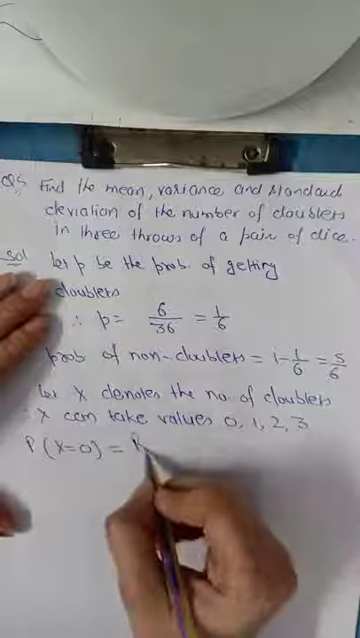 Q5 Find the mean, variance and standard
deviation of the number of doublets
in three throws of a pair of dice.
Sol Let p be the prob. of getting
doublets
∴ p = 6/36 = 1/6
prob of non-doublets = 1 - 1/6 = 5/6
Let X denotes the no. of doublets
X can take values 0, 1, 2, 3
P(X=0) = P